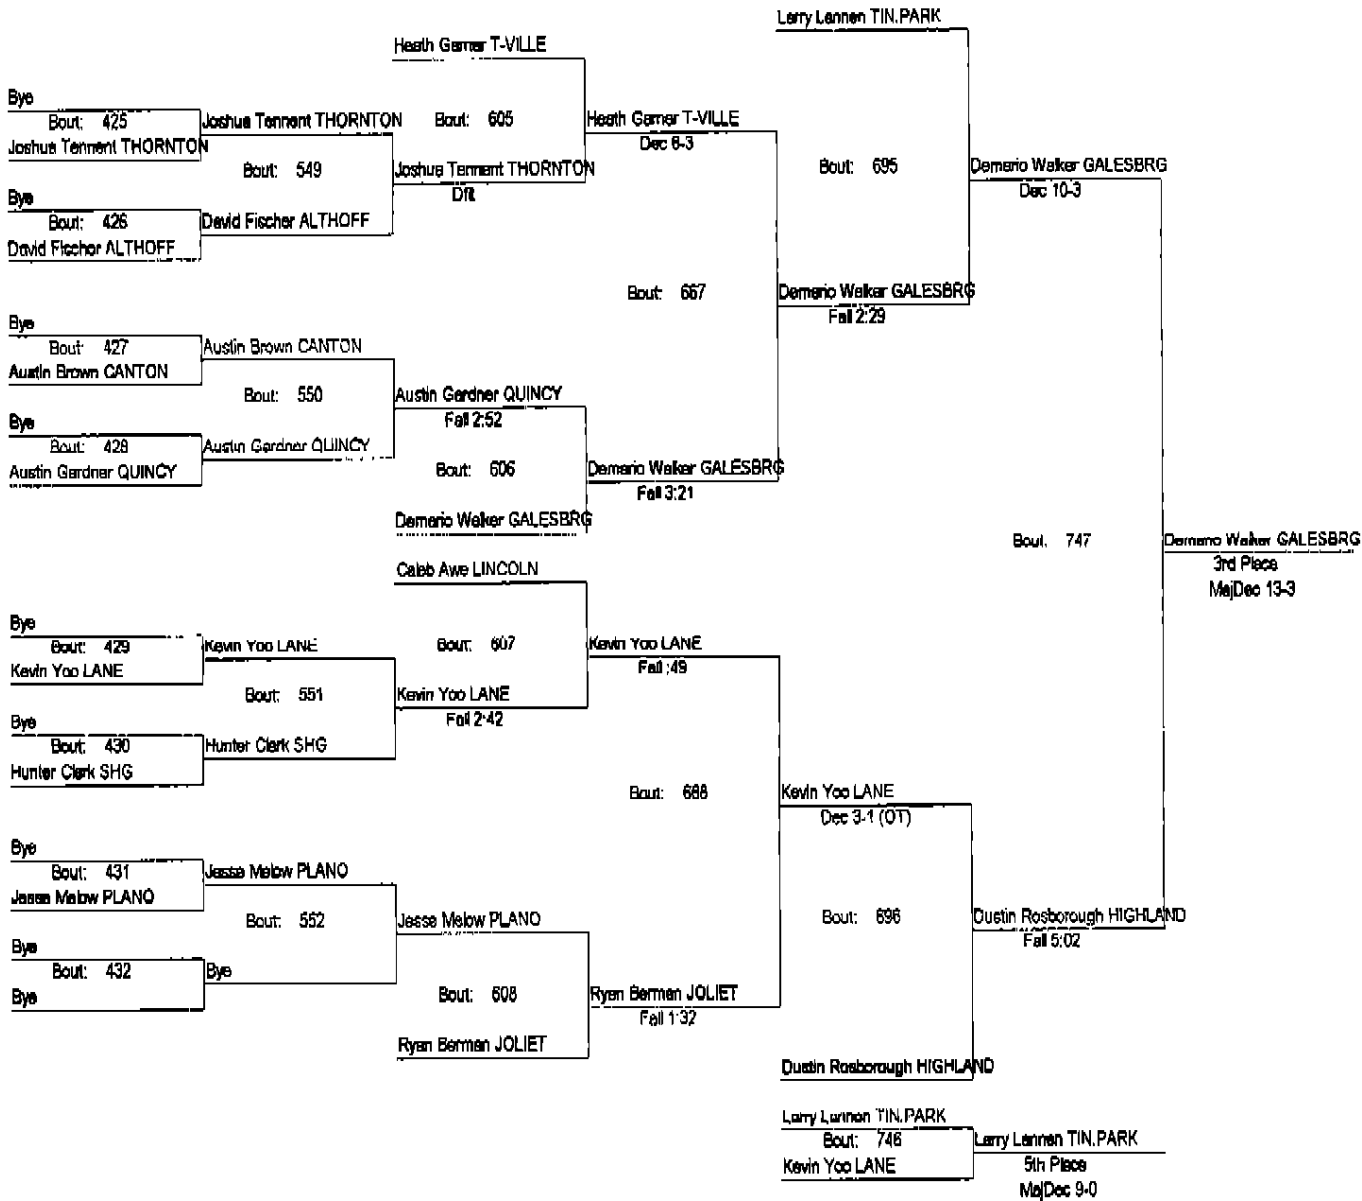 Larry Lannen TIN.PARK
Heath Garner T-VILLE
Bye
Bout: 425
Joshua Tennent THORNTON
Joshua Tennent THORNTON
Bout: 605
Heath Garner T-VILLE
Dec 6-3
Bout: 549
Joshua Tennent THORNTON
Dflt
Bout: 695
Demario Walker GALESBRG
Dec 10-3
Bye
Bout: 426
David Fischer ALTHOFF
David Fischer ALTHOFF
Bout: 667
Demario Walker GALESBRG
Fall 2:29
Bye
Bout: 427
Austin Brown CANTON
Austin Brown CANTON
Bout: 550
Austin Gardner QUINCY
Fall 2:52
Bye
Bout: 428
Austin Gardner QUINCY
Austin Gardner QUINCY
Bout: 606
Demario Walker GALESBRG
Fall 3:21
Demario Walker GALESBRG
Bout: 747
Demario Walker GALESBRG
3rd Place
MajDec 13-3
Caleb Awe LINCOLN
Bye
Bout: 429
Kevin Yoo LANE
Kevin Yoo LANE
Bout: 607
Kevin Yoo LANE
Fall :49
Bout: 551
Kevin Yoo LANE
Fall 2:42
Bye
Bout: 430
Hunter Clark SHG
Hunter Clark SHG
Bout: 668
Kevin Yoo LANE
Dec 3-1 (OT)
Bye
Bout: 431
Jesse Melow PLANO
Jesse Melow PLANO
Bout: 552
Jesse Melow PLANO
Bout: 696
Dustin Rosborough HIGHLAND
Fall 5:02
Bye
Bout: 432
Bye
Bye
Bout: 608
Ryan Berman JOLIET
Fall 1:32
Ryan Berman JOLIET
Dustin Rosborough HIGHLAND
Larry Lannen TIN.PARK
Bout: 746
Kevin Yoo LANE
Larry Lannen TIN.PARK
5th Place
MajDec 9-0